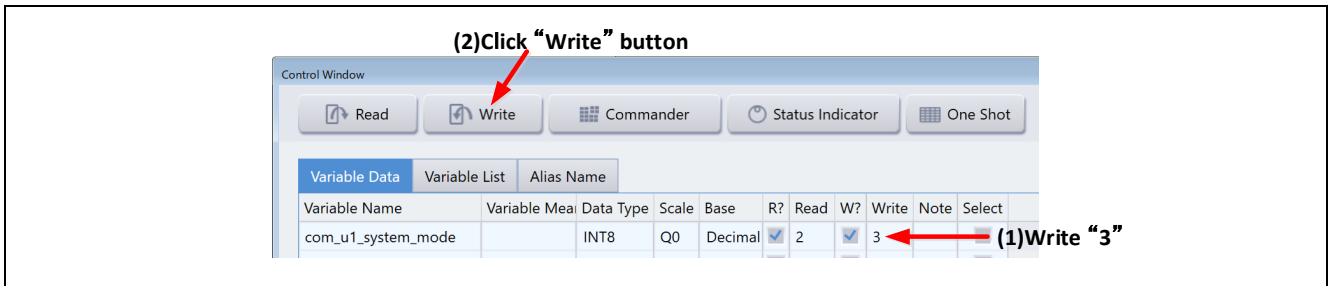 (2)Click “Write” button
Control Window
Read Write Commander Status Indicator One Shot
Variable Data Variable List Alias Name
Variable Name Variable Mea Data Type Scale Base R? Read W? Write Note Select
com_u1_system_mode INT8 Q0 Decimal 2 3
(1)Write “3”